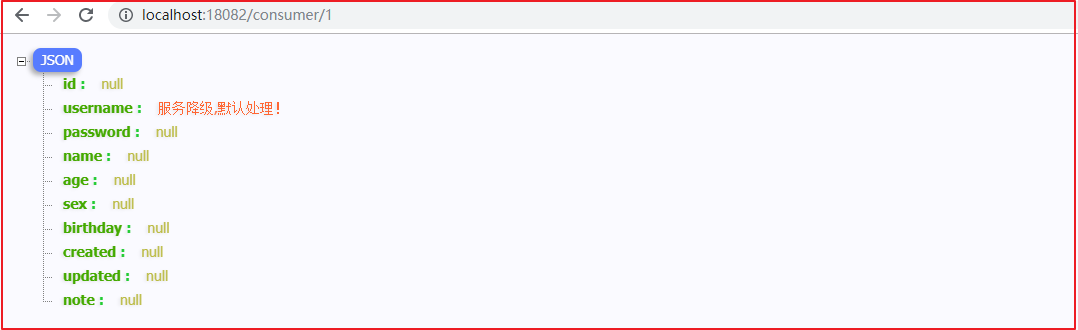 localhost:18082/consumer/1
JSON
id : null
username : 服务降级,默认处理！
password : null
name : null
age : null
sex : null
birthday : null
created : null
updated : null
note : null